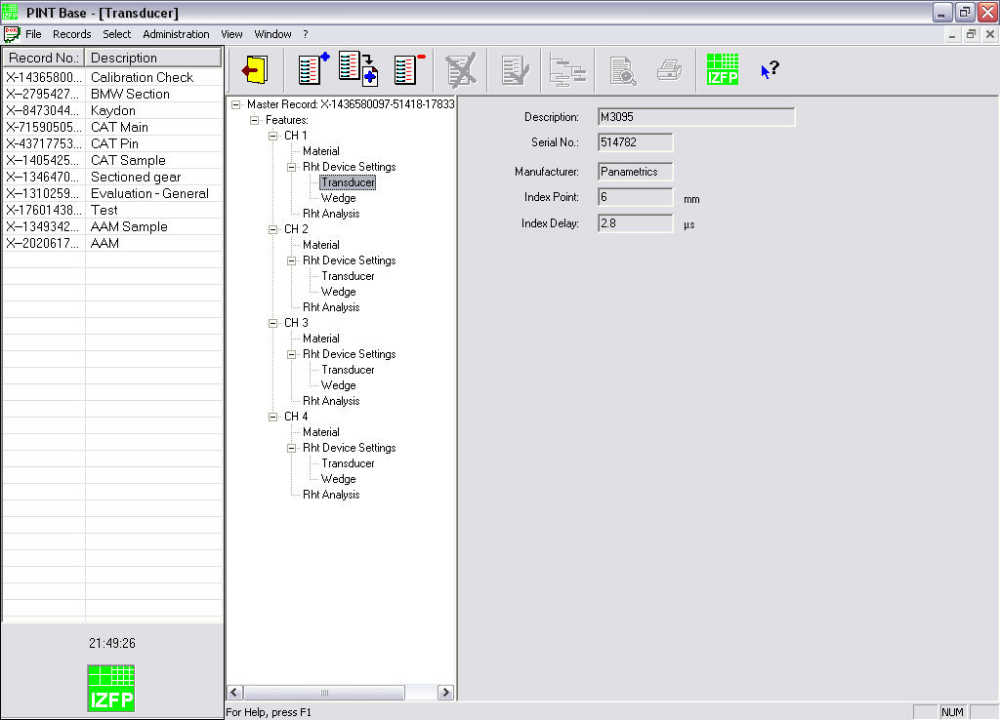 PINT Base - [Transducer]
File Records Select Administration View Window ?
Record No.: Description
X-14365800... Calibration Check
X--2795427... BMW Section
X--8473044... Kaydon
X-71590505... CAT Main
X-43717753... CAT Pin
X--1405425... CAT Sample
X--1346470... Sectioned gear
X--1310259... Evaluation - General
X-17601438... Test
X--1349342... AAM Sample
X--2020617... AAM
21:49:26
IZFP
IZFP
?
Master Record: X-1436580097-51418-17833
Features:
CH 1
Material
Rht Device Settings
Transducer
Wedge
Rht Analysis
CH 2
Material
Rht Device Settings
Transducer
Wedge
Rht Analysis
CH 3
Material
Rht Device Settings
Transducer
Wedge
Rht Analysis
CH 4
Material
Rht Device Settings
Transducer
Wedge
Rht Analysis
Description: M3095
Serial No.: 514782
Manufacturer: Panametrics
Index Point: 6 mm
Index Delay: 2.8 µs
For Help, press F1
NUM